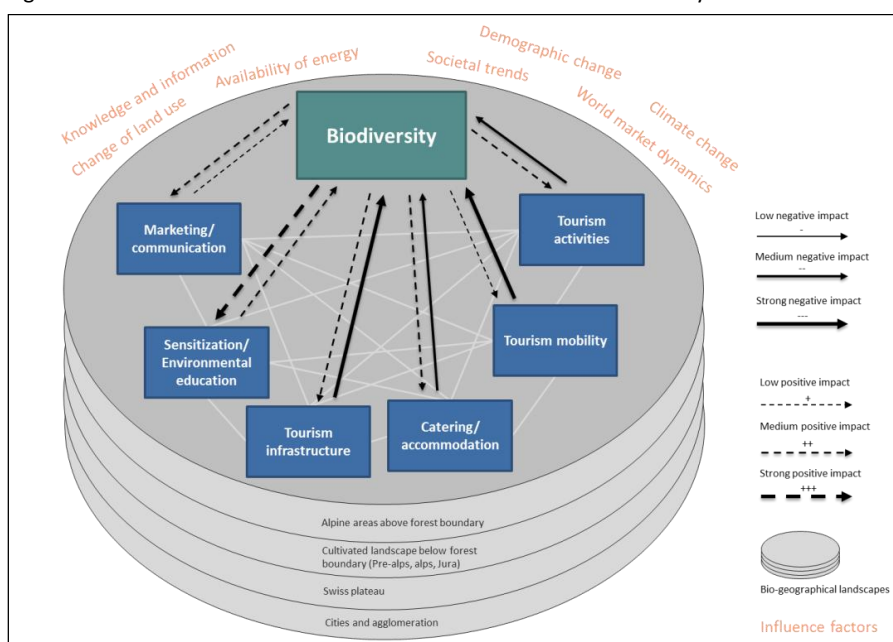 Knowledge and information
Change of land use
Availability of energy
Societal trends
Demographic change
World market dynamics
Climate change
Biodiversity
Marketing/
communication
Tourism
activities
Sensitization/
Environmental
education
Tourism mobility
Tourism
infrastructure
Catering/
accommodation
Alpine areas above forest boundary
Cultivated landscape below forest
boundary (Pre-alps, alps, Jura)
Swiss plateau
Cities and agglomeration
Low negative impact
-
Medium negative impact
--
Strong negative impact
---
Low positive impact
+
Medium positive impact
++
Strong positive impact
+++
Bio-geographical landscapes
Influence factors